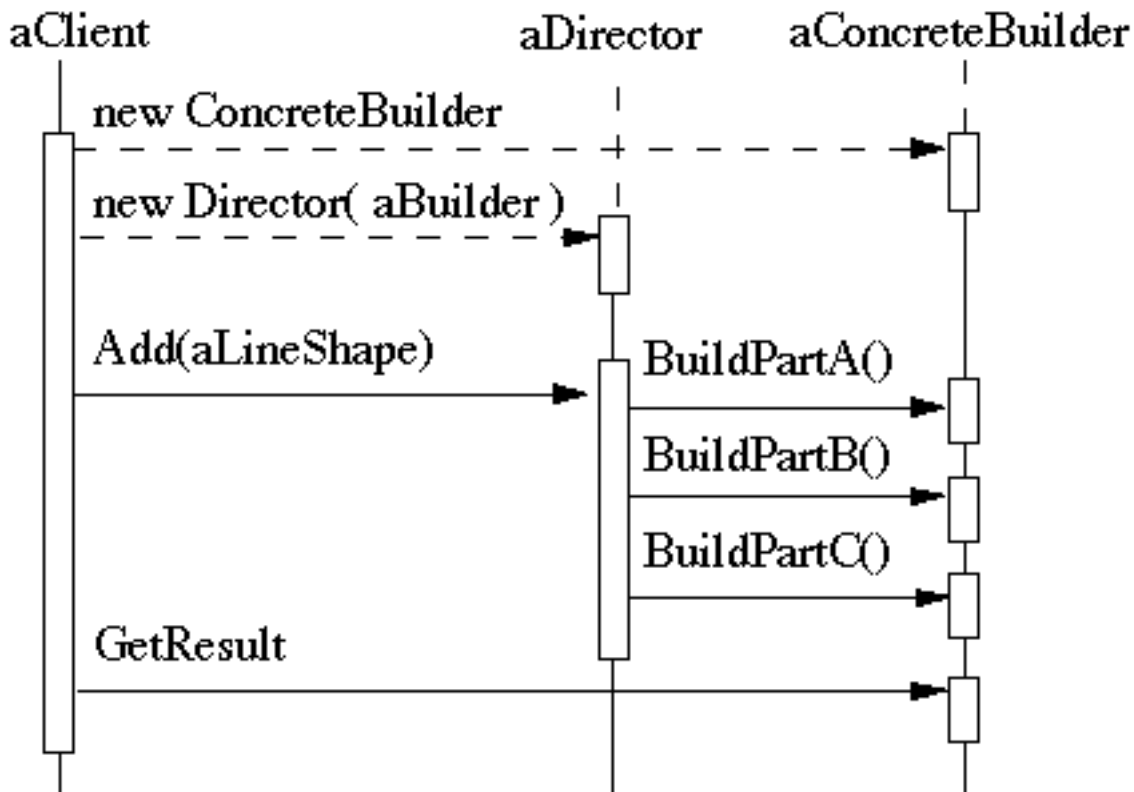 aClient
aDirector
aConcreteBuilder
new ConcreteBuilder
new Director( aBuilder )
Add(aLineShape)
BuildPartA()
BuildPartB()
BuildPartC()
GetResult